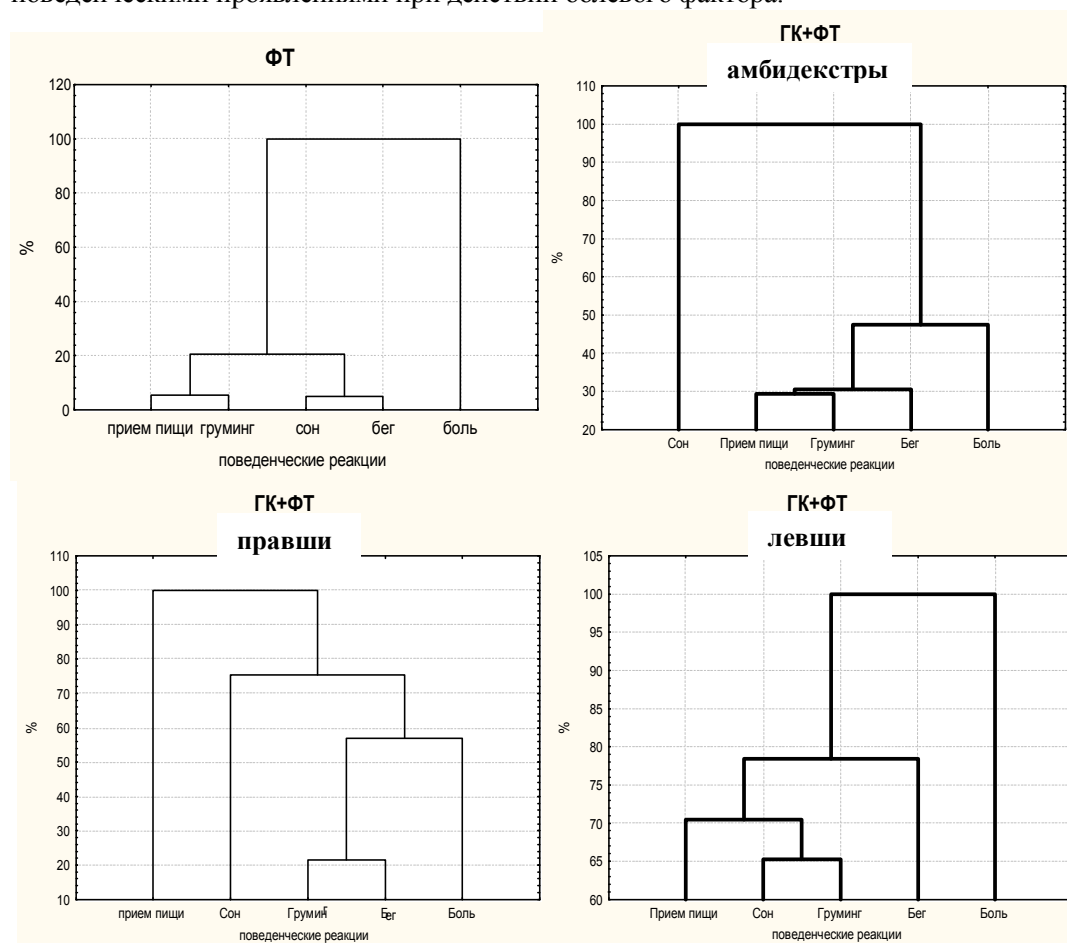 поведенческими проявлениями при действии болевого фактора.
ФТ
120
100
80
60
40
20
0
%
прием пищи груминг сон бег боль
поведенческие реакции
ГК+ФТ
амбидекстры
110
100
90
80
70
60
50
40
30
20
%
Сон Прием пищи Груминг Бег Боль
поведенческие реакции
ГК+ФТ
правши
110
100
90
80
70
60
50
40
30
20
10
%
прием пищи Сон Груминг Бег Боль
поведенческие реакции
ГК+ФТ
левши
105
100
95
90
85
80
75
70
65
60
%
Прием пищи Сон Груминг Бег Боль
поведенческие реакции